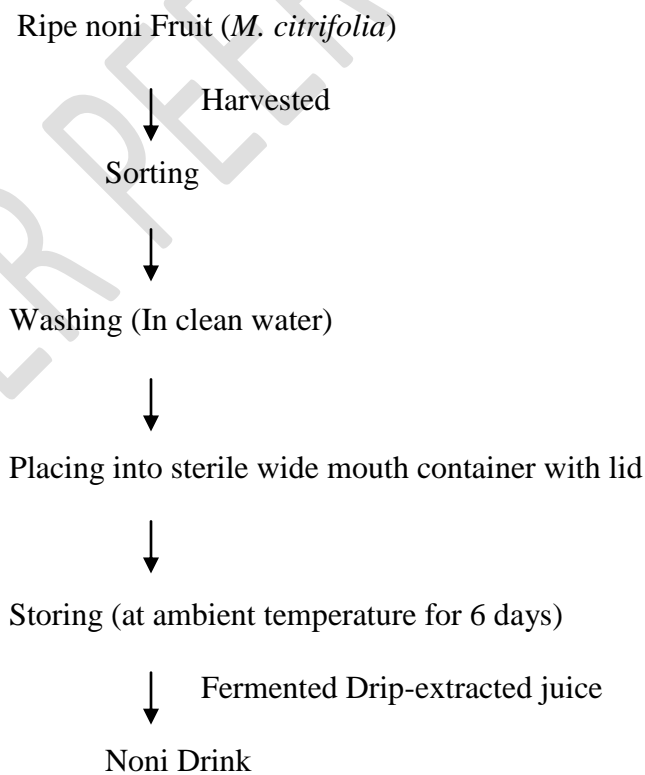 Ripe noni Fruit (M. citrifolia)
Harvested
Sorting
Washing (In clean water)
Placing into sterile wide mouth container with lid
Storing (at ambient temperature for 6 days)
Fermented Drip-extracted juice
Noni Drink